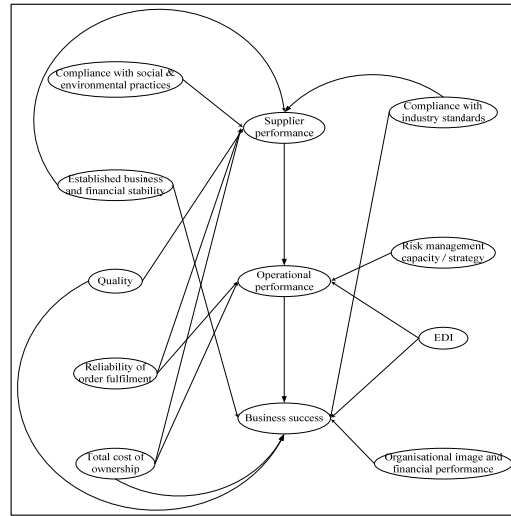 Compliance with social &
environmental practices
Supplier
performance
Compliance with
industry standards
Established business
and financial stability
Risk management
capacity / strategy
Quality
Operational
performance
EDI
Reliability of
order fulfilment
Business success
Total cost of
ownership
Organisational image and
financial performance